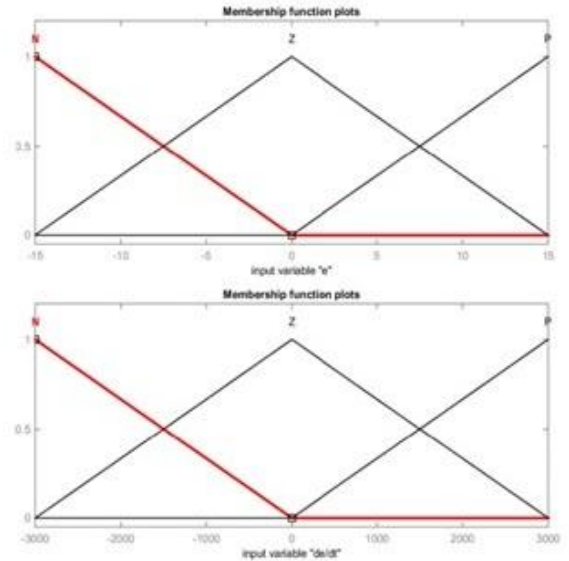 Membership function plots
N Z P
1
0.5
0
-15 -10 -5 0 5 10 15
input variable "e"
Membership function plots
N Z P
1
0.5
0
-3000 -2000 -1000 0 1000 2000 3000
input variable "de/dt"